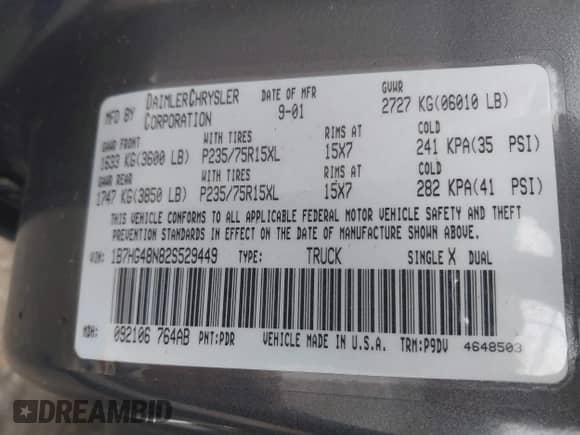 MFD BY DAIMLERCHRYSLER CORPORATION DATE OF MFR 9-01 GVWR 2727 KG(06010 LB)
GAWR FRONT WITH TIRES RIMS AT COLD
1633 KG(3600 LB) P235/75R15XL 15X7 241 KPA(35 PSI)
GAWR REAR WITH TIRES RIMS AT COLD
1747 KG(3850 LB) P235/75R15XL 15X7 282 KPA(41 PSI)
THIS VEHICLE CONFORMS TO ALL APPLICABLE FEDERAL MOTOR VEHICLE SAFETY AND THEFT
PREVENTION STANDARDS IN EFFECT ON THE DATE OF MANUFACTURE SHOWN ABOVE.
VIN: 1B7HG48N82S529449 TYPE: TRUCK SINGLE X DUAL
MDH: 092106 764AB PNT:PDR VEHICLE MADE IN U.S.A. TRM:P9DV 4648503
DREAMBID